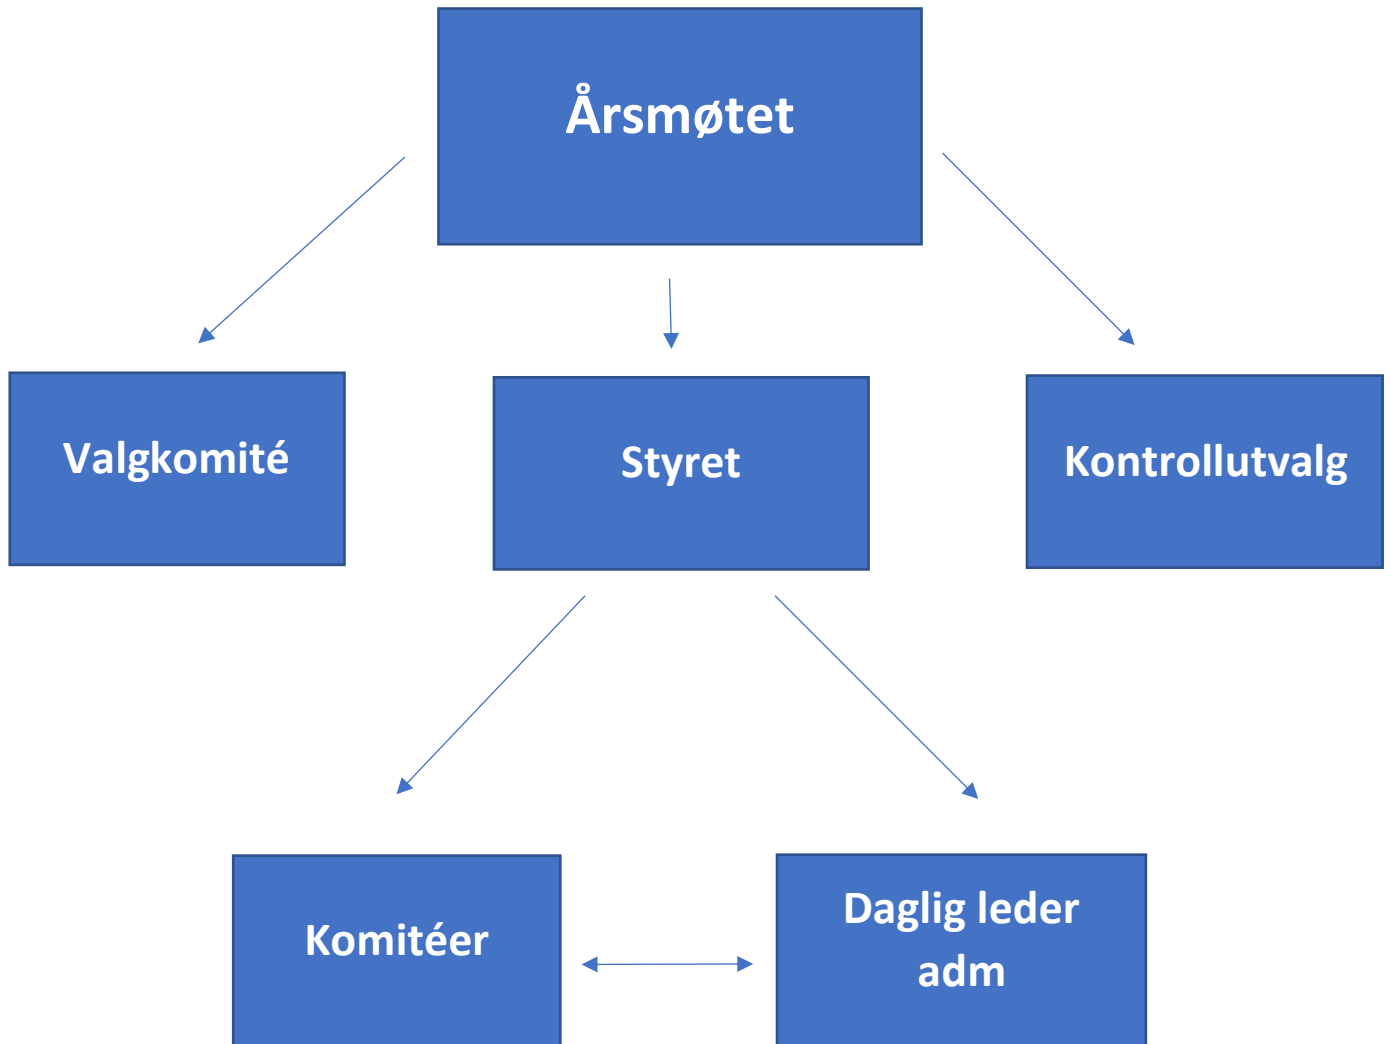 Årsmøtet
Valgkomité
Styret
Kontrollutvalg
Komitéer
Daglig leder
adm